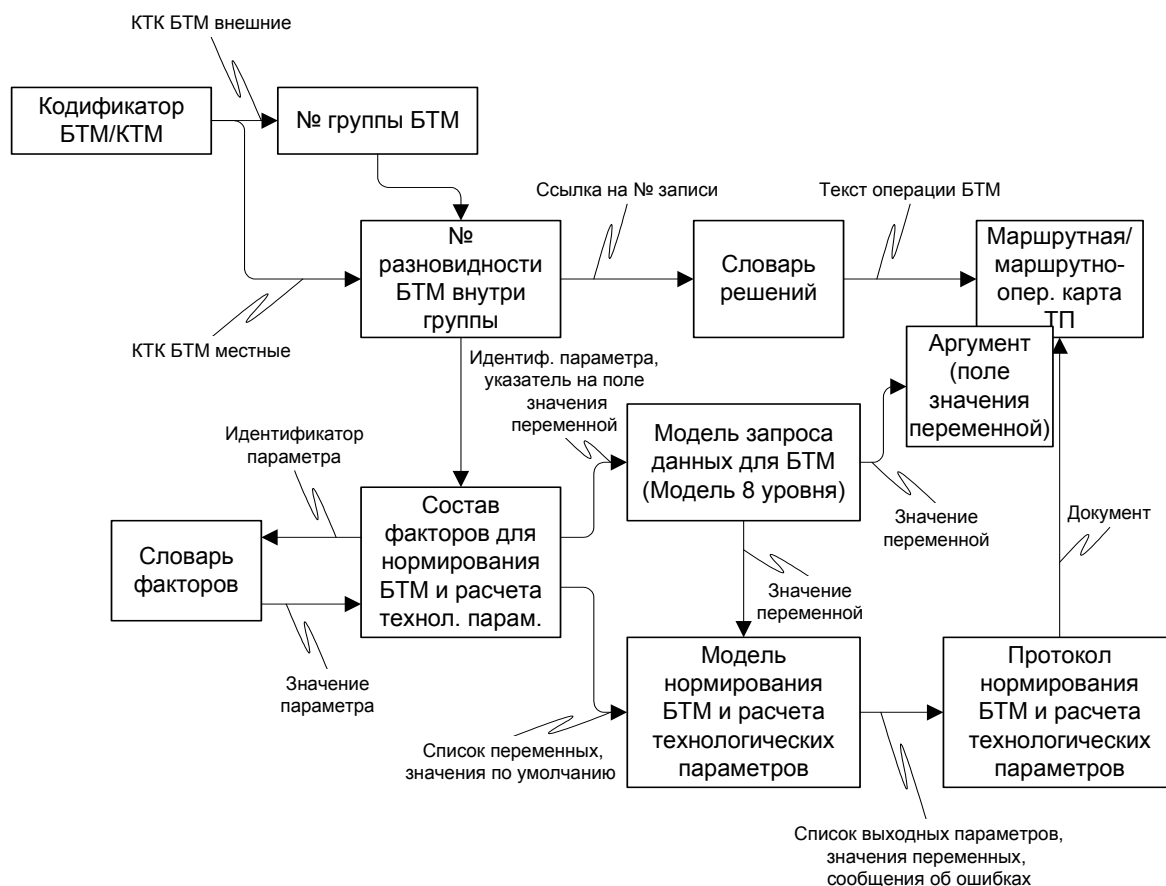 КТК БТМ внешние
Кодификатор
БТМ/КТМ
№ группы БТМ
Ссылка на № записи
Текст операции БТМ
№
разновидности
БТМ внутри
группы
Словарь
решений
Маршрутная/
маршрутно-
опер. карта
ТП
КТК БТМ местные
Идентиф. параметра,
указатель на поле
значения
переменной
Аргумент
(поле
значения
переменной)
Модель запроса
данных для БТМ
(Модель 8 уровня)
Идентификатор
параметра
Значение
переменной
Документ
Словарь
факторов
Состав
факторов для
нормирования
БТМ и расчета
технол. парам.
Значение
переменной
Значение
параметра
Список переменных,
значения по умолчанию
Модель
нормирования
БТМ и расчета
технологических
параметров
Протокол
нормирования
БТМ и расчета
технологических
параметров
Список выходных параметров,
значения переменных,
сообщения об ошибках